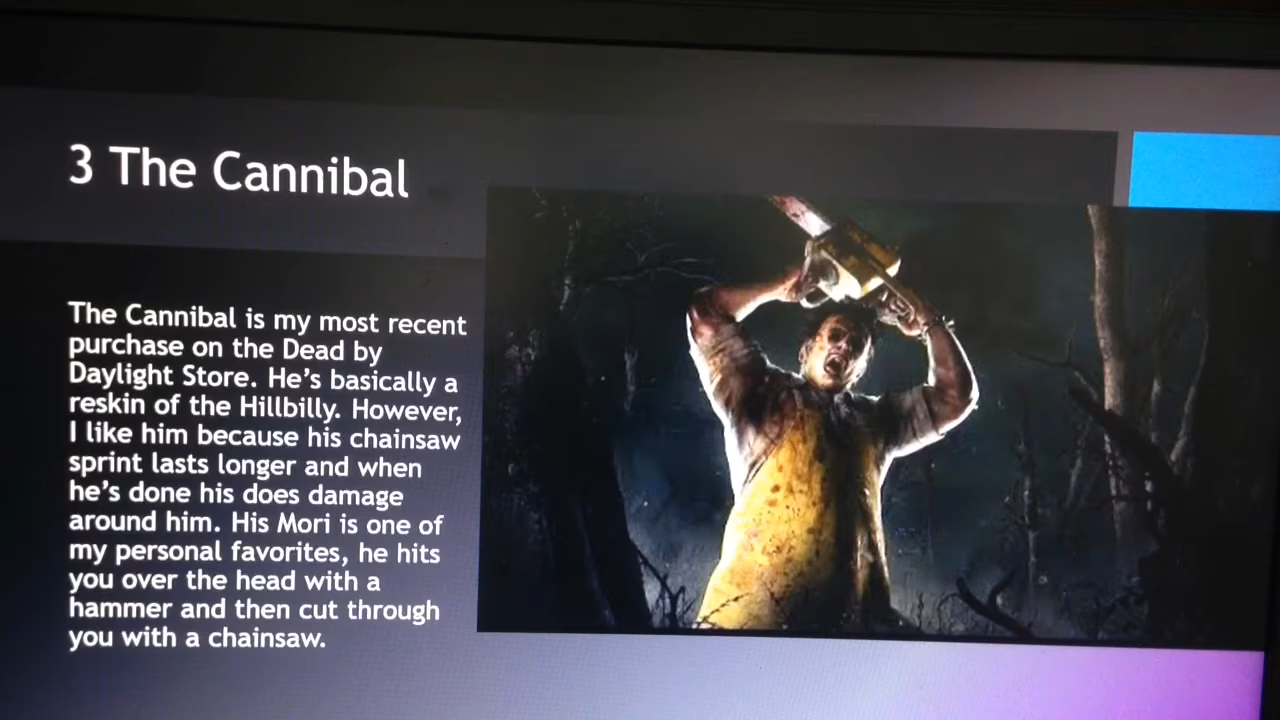 3 The Cannibal
The Cannibal is my most recent
purchase on the Dead by
Daylight Store. He's basically a
reskin of the Hillbilly. However,
I like him because his chainsaw
sprint lasts longer and when
he's done his does damage
around him. His Mori is one of
my personal favorites, he hits
you over the head with a
hammer and then cut through
you with a chainsaw.